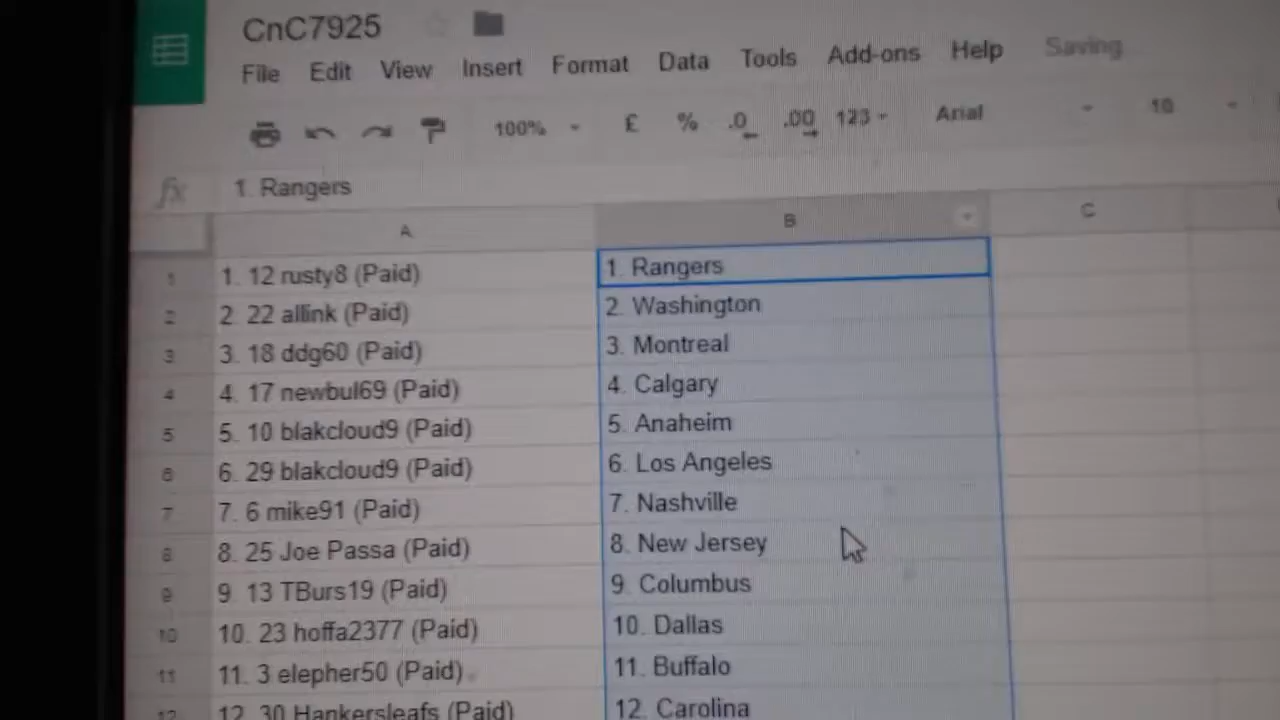 CnC7925
File Edit View Insert Format Data Tools Add-ons Help Saving
100% £ % .0 .00 123 Arial 10
fx 1. Rangers
A B C
1 1. 12 rusty8 (Paid) 1. Rangers
2 2. 22 allink (Paid) 2. Washington
3 3. 18 ddg60 (Paid) 3. Montreal
4 4. 17 newbul69 (Paid) 4. Calgary
5 5. 10 blakcloud9 (Paid) 5. Anaheim
6 6. 29 blakcloud9 (Paid) 6. Los Angeles
7 7. 6 mike91 (Paid) 7. Nashville
8 8. 25 Joe Passa (Paid) 8. New Jersey
9 9 13 TBurs19 (Paid) 9. Columbus
10 10. 23 hoffa2377 (Paid) 10. Dallas
11 11. 3 elepher50 (Paid) 11. Buffalo
12 12. 30 Hankersleafs (Paid) 12. Carolina